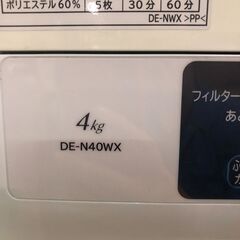 ポリエステル60% 5枚 30分 60分
DE-NWX >PP<
4kg
DE-N40WX
フィルター
あ